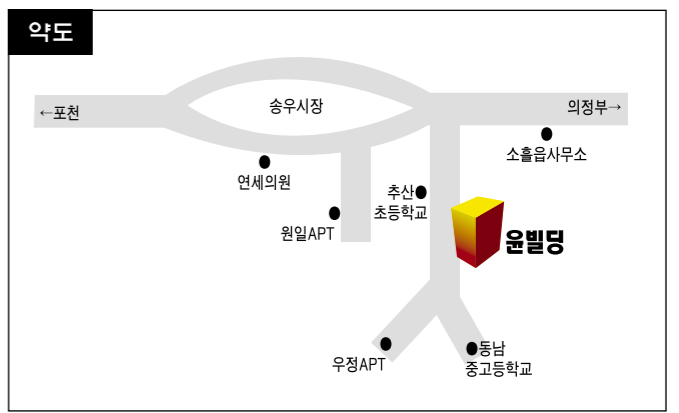 약도
←포천
송우시장
의정부→
소흘읍사무소
연세의원
추산
초등학교
원일APT
윤빌딩
우정APT
동남
중고등학교